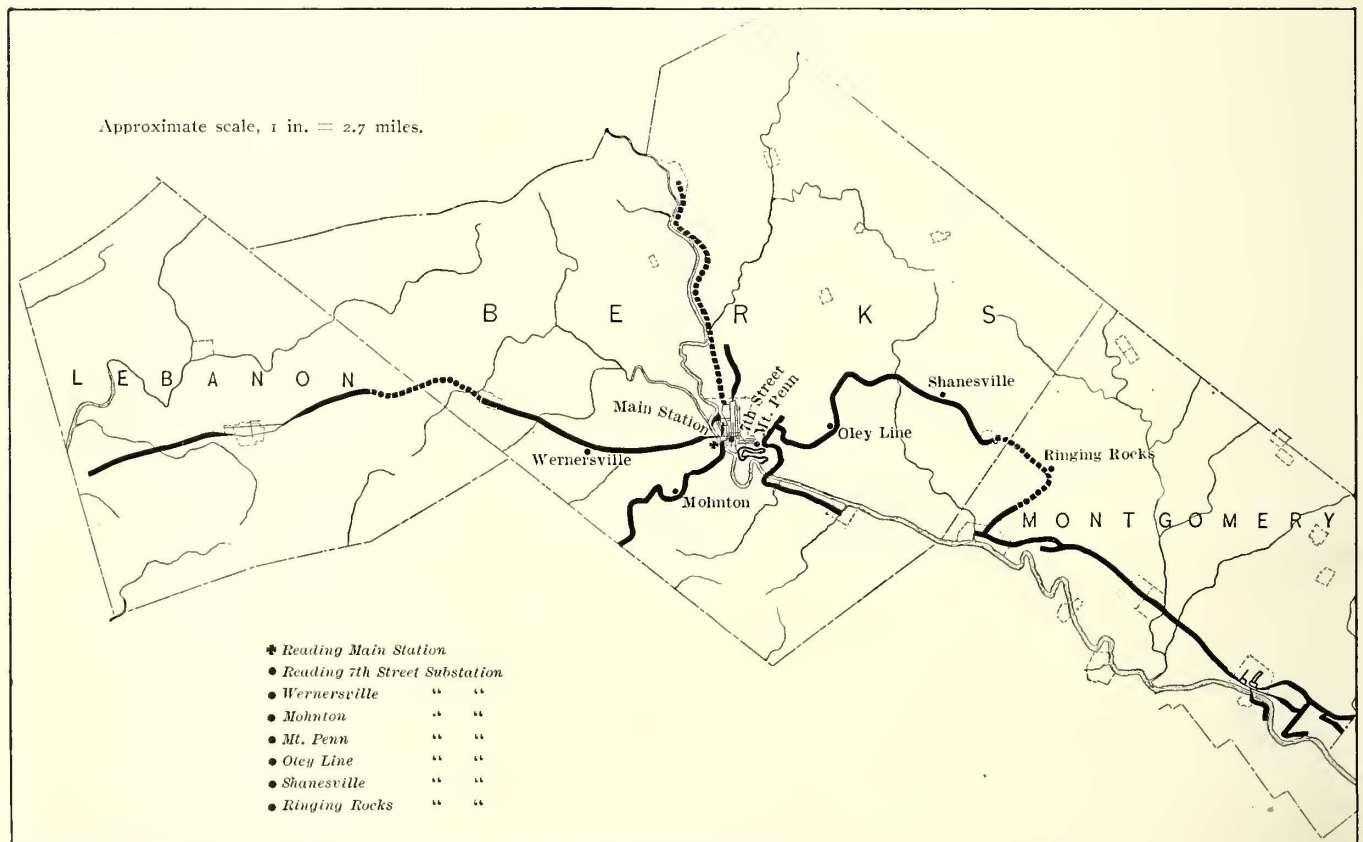 Approximate scale, 1 in. = 2.7 miles.
B E R K S
L E B A N O N
Main Station
7th Street
Mt. Penn
Shanesville
Oley Line
Wernersville
Ringing Rocks
Mohnton
M O N T G O M E R Y
Reading Main Station
Reading 7th Street Substation
Wernersville " "
Mohnton " "
Mt. Penn " "
Oley Line " "
Shanesville " "
Ringing Rocks " "